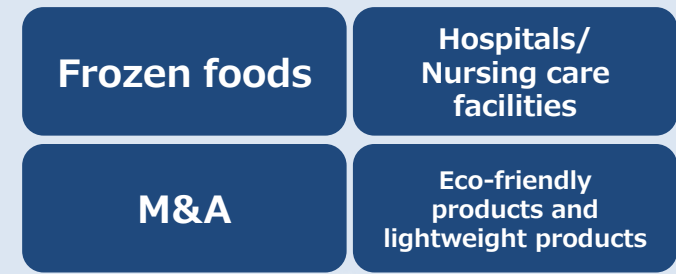 Frozen foods
Hospitals/
Nursing care
facilities
M&A
Eco-friendly
products and
lightweight products